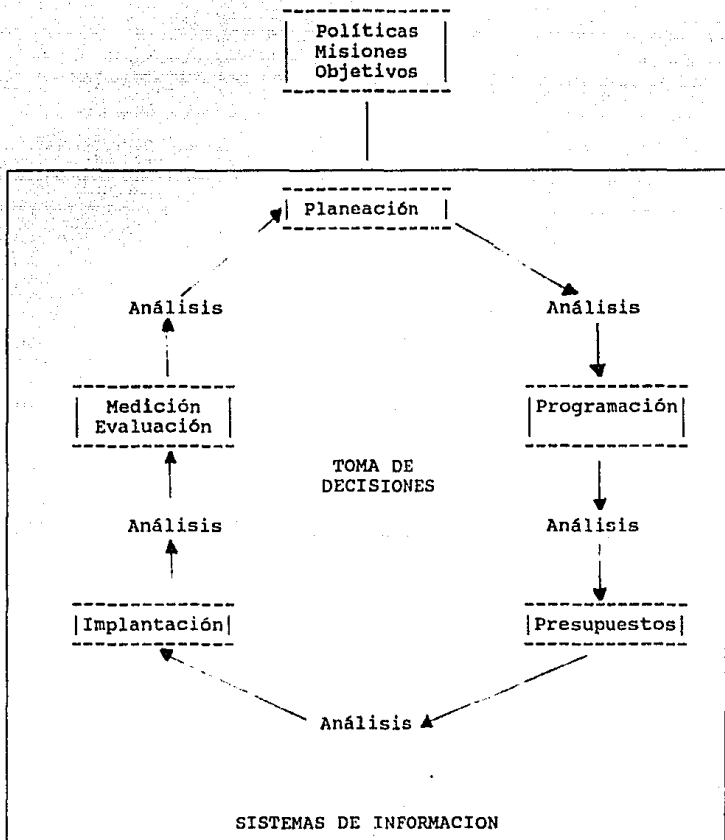 Políticas
Misiones
Objetivos
Planeación
Análisis
Análisis
Medición
Evaluación
Programación
TOMA DE
DECISIONES
Análisis
Análisis
Implantación
Presupuestos
Análisis
SISTEMAS DE INFORMACION